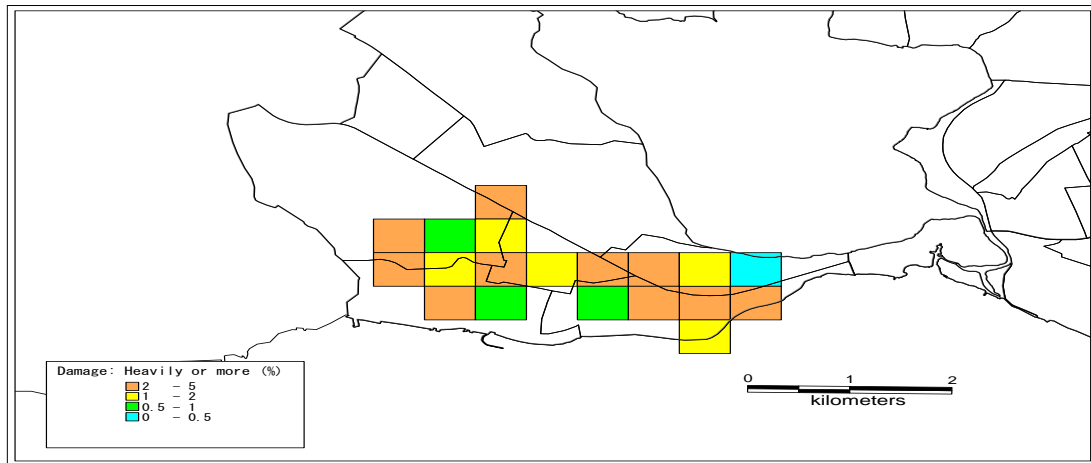 Damage: Heavily or more (%)
2 - 5
1 - 2
0.5 - 1
0 - 0.5
0 1 2
kilometers